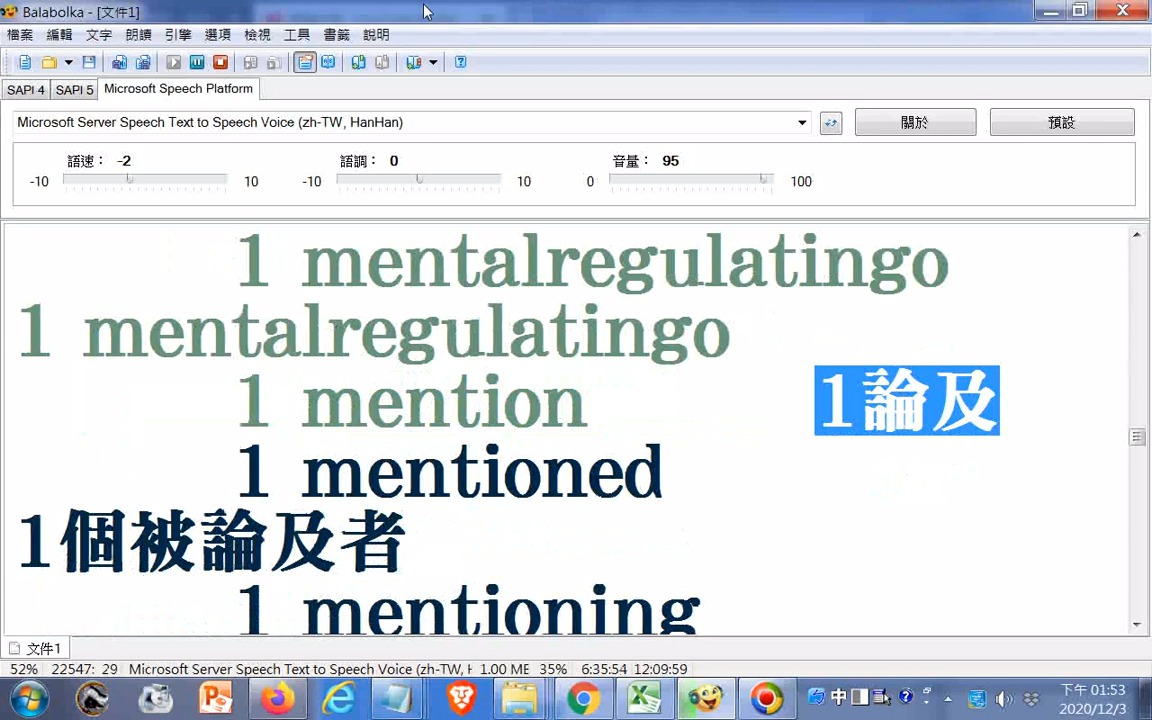 Balabolka - [文件1]
檔案 編輯 文字 朗讀 引擎 選項 檢視 工具 書籤 說明
SAPI 4 SAPI 5 Microsoft Speech Platform
Microsoft Server Speech Text to Speech Voice (zh-TW, HanHan)
關於 預設
語速： -2 語調： 0 音量： 95
-10 10 -10 10 0 100
1 mentalregulatingo
1 mentalregulatingo
1 mention 1論及
1 mentioned
1個被論及者
1 mentioning
文件1
52% 22547: 29 Microsoft Server Speech Text to Speech Voice (zh-TW, 1.00 ME 35% 6:35:54 12:09:59
中 下午 01:53
2020/12/3